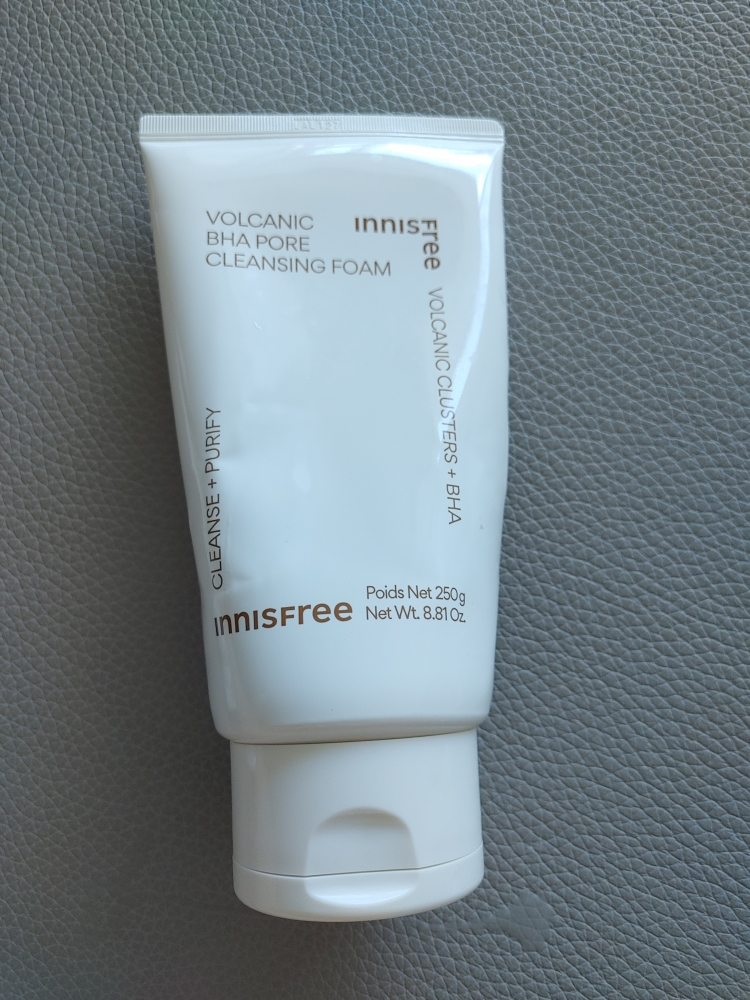 VOLCANIC
BHA PORE
CLEANSING FOAM
innisfree
VOLCANIC CLUSTERS + BHA
CLEANSE + PURIFY
innisfree
Poids Net 250g
Net Wt. 8.81 Oz.